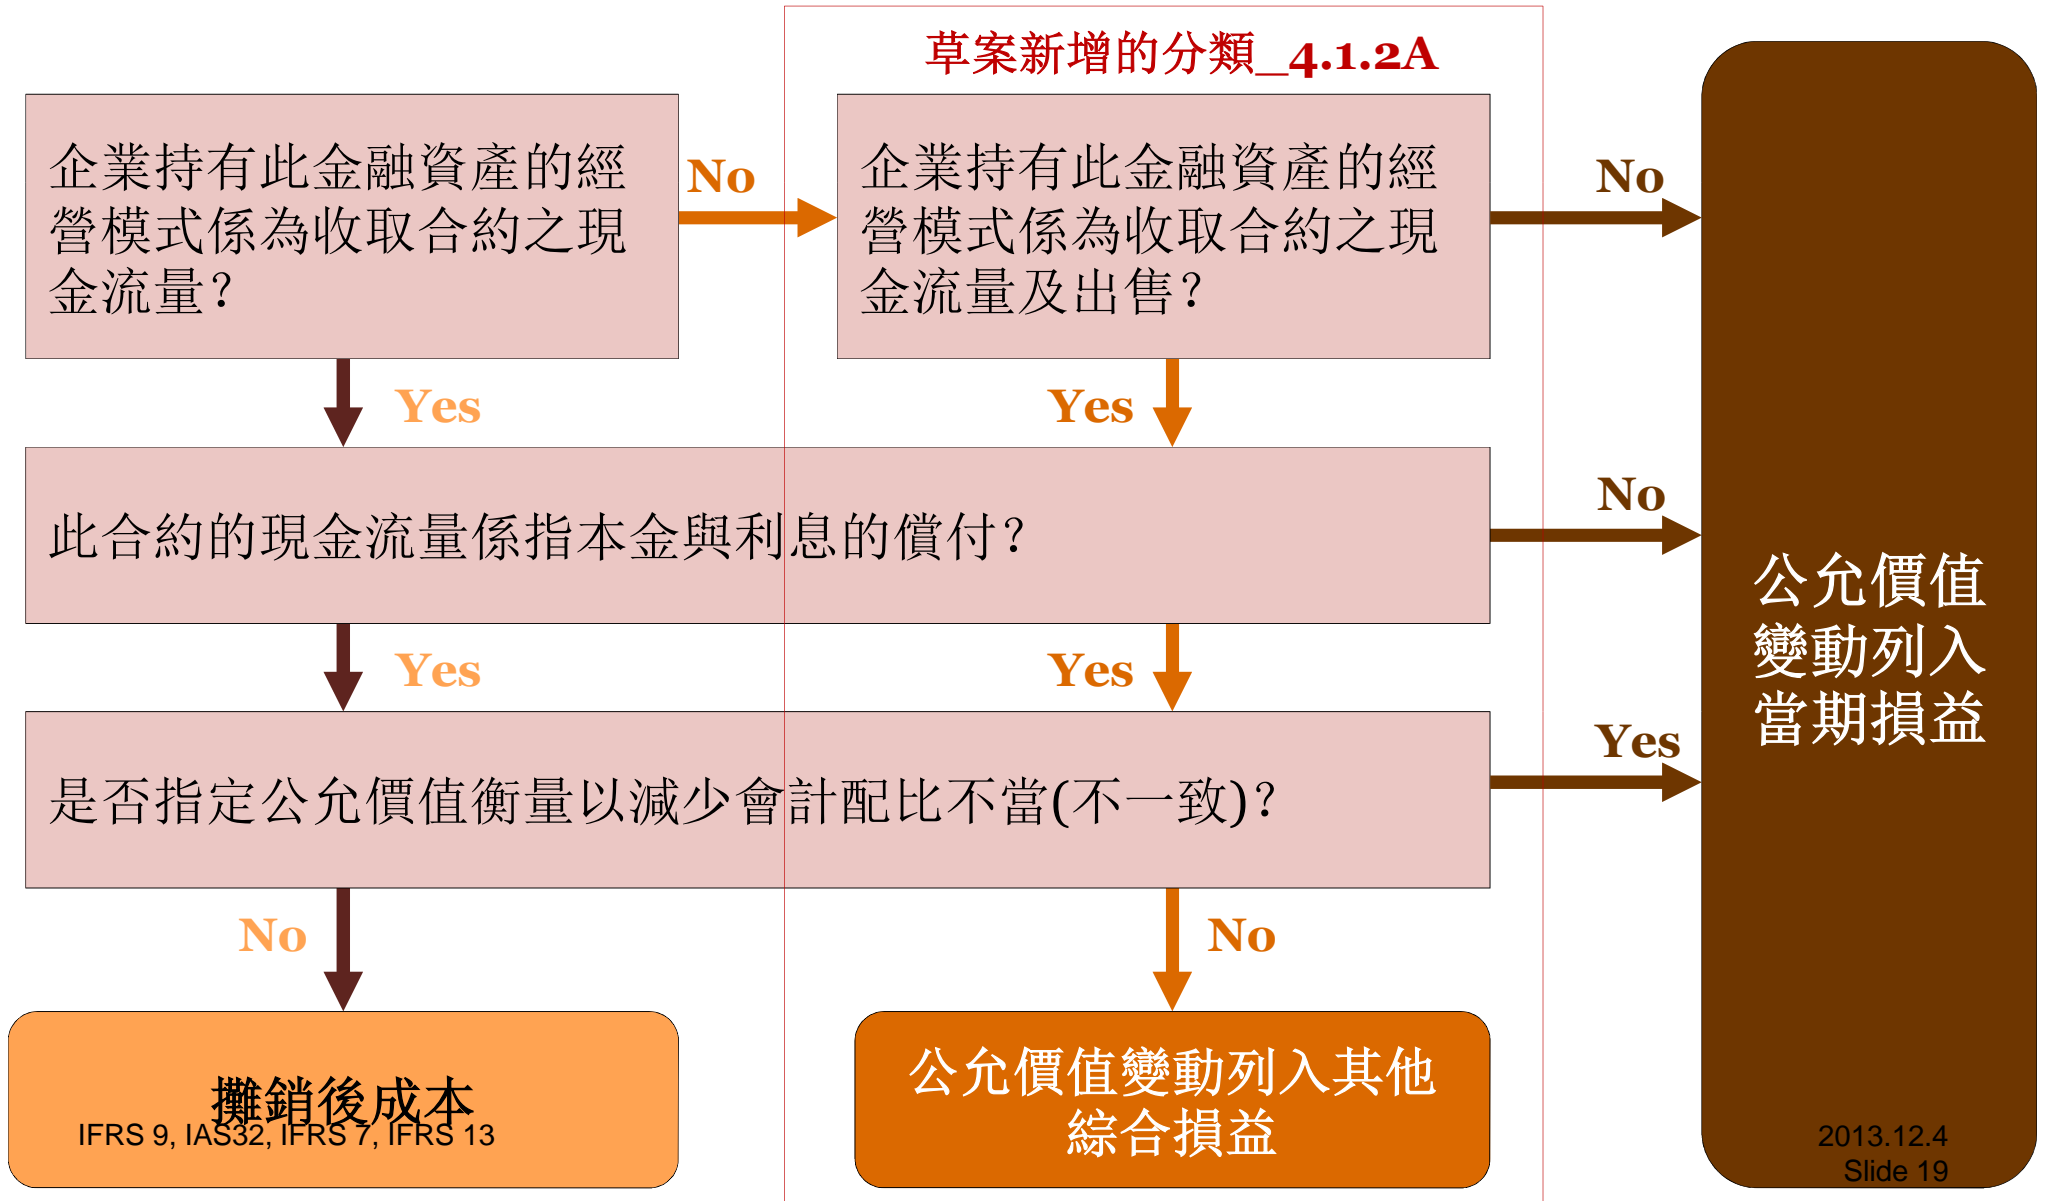 草案新增的分類_4.1.2A
企業持有此金融資產的經
營模式係為收取合約之現
金流量?
No
企業持有此金融資產的經
營模式係為收取合約之現
金流量及出售?
No
Yes
Yes
此合約的現金流量係指本金與利息的償付?
No
Yes
Yes
是否指定公允價值衡量以減少會計配比不當(不一致)?
Yes
No
No
公允價值
變動列入
當期損益
攤銷後成本
公允價值變動列入其他
綜合損益
IFRS 9, IAS32, IFRS 7, IFRS 13
2013.12.4
Slide 19